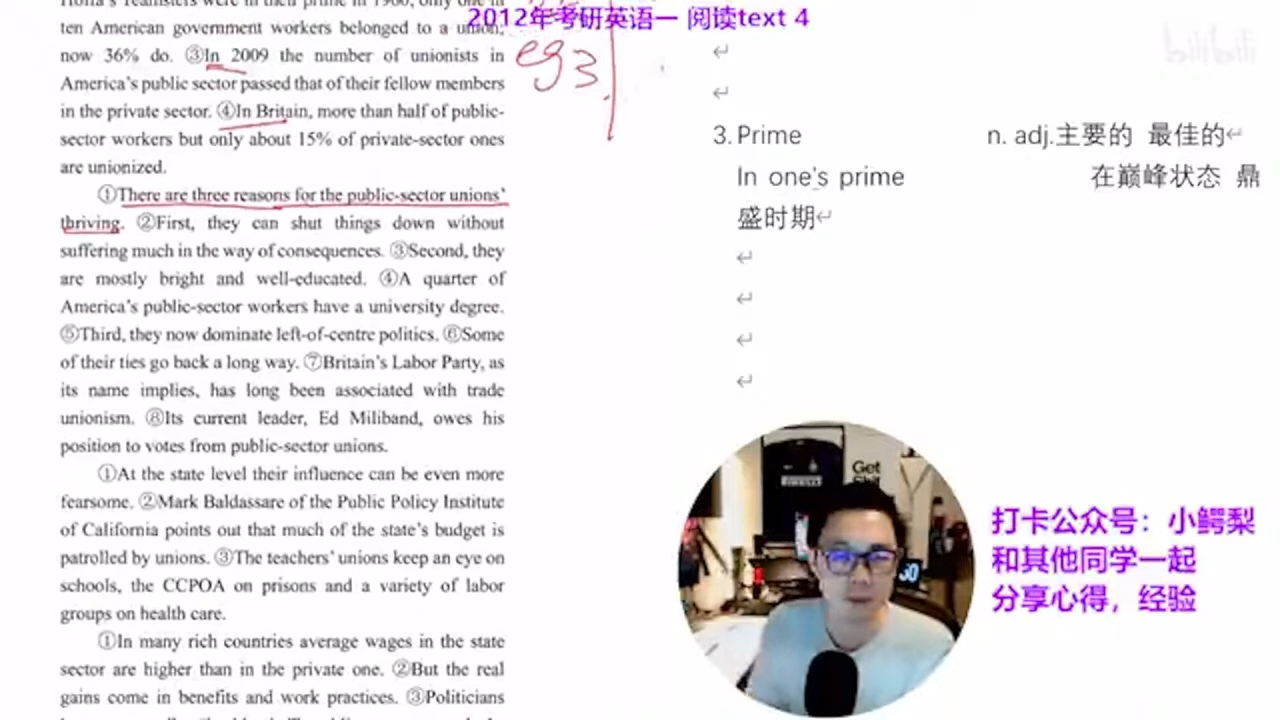 2012年考研英语一 阅读text 4
bilibili
Hoffa's Teamsters were in their prime in 1960, only one in
ten American government workers belonged to a union;
now 36% do. ③In 2009 the number of unionists in
America's public sector passed that of their fellow members
in the private sector. ④In Britain, more than half of public-
sector workers but only about 15% of private-sector ones
are unionized.
①There are three reasons for the public-sector unions'
thriving. ②First, they can shut things down without
suffering much in the way of consequences. ③Second, they
are mostly bright and well-educated. ④A quarter of
America's public-sector workers have a university degree.
⑤Third, they now dominate left-of-centre politics. ⑥Some
of their ties go back a long way. ⑦Britain's Labor Party, as
its name implies, has long been associated with trade
unionism. ⑧Its current leader, Ed Miliband, owes his
position to votes from public-sector unions.
①At the state level their influence can be even more
fearsome. ②Mark Baldassare of the Public Policy Institute
of California points out that much of the state's budget is
patrolled by unions. ③The teachers' unions keep an eye on
schools, the CCPOA on prisons and a variety of labor
groups on health care.
①In many rich countries average wages in the state
sector are higher than in the private one. ②But the real
gains come in benefits and work practices. ③Politicians
eg3
3. Prime n. adj.主要的 最佳的
In one's prime 在巅峰状态 鼎
盛时期
Get
打卡公众号：小鳄梨
和其他同学一起
分享心得，经验